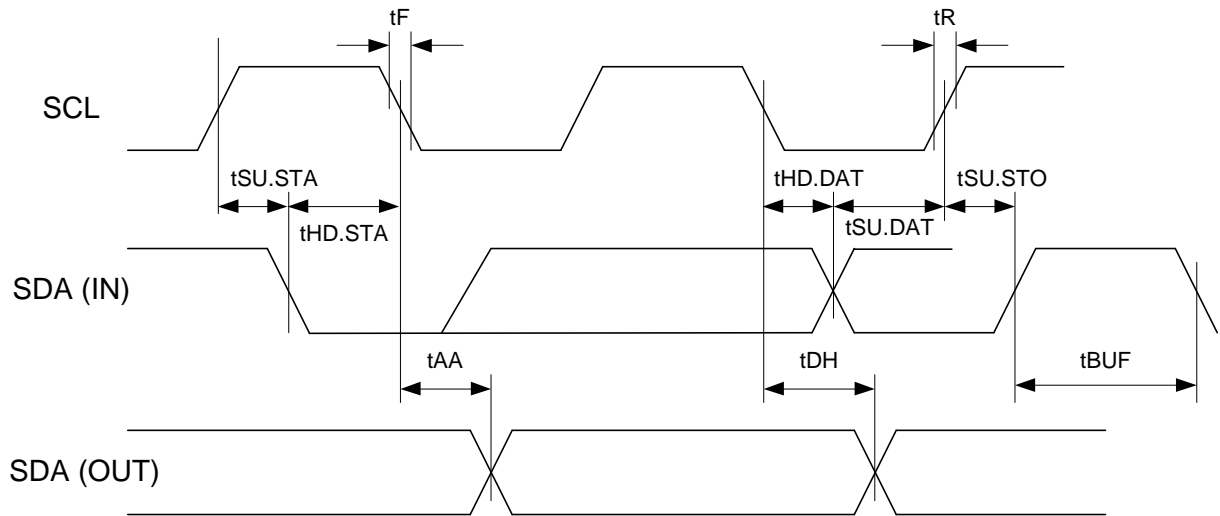 tF
tR
SCL
tSU.STA
tHD.DAT
tSU.STO
tHD.STA
tSU.DAT
SDA (IN)
tAA
tDH
tBUF
SDA (OUT)